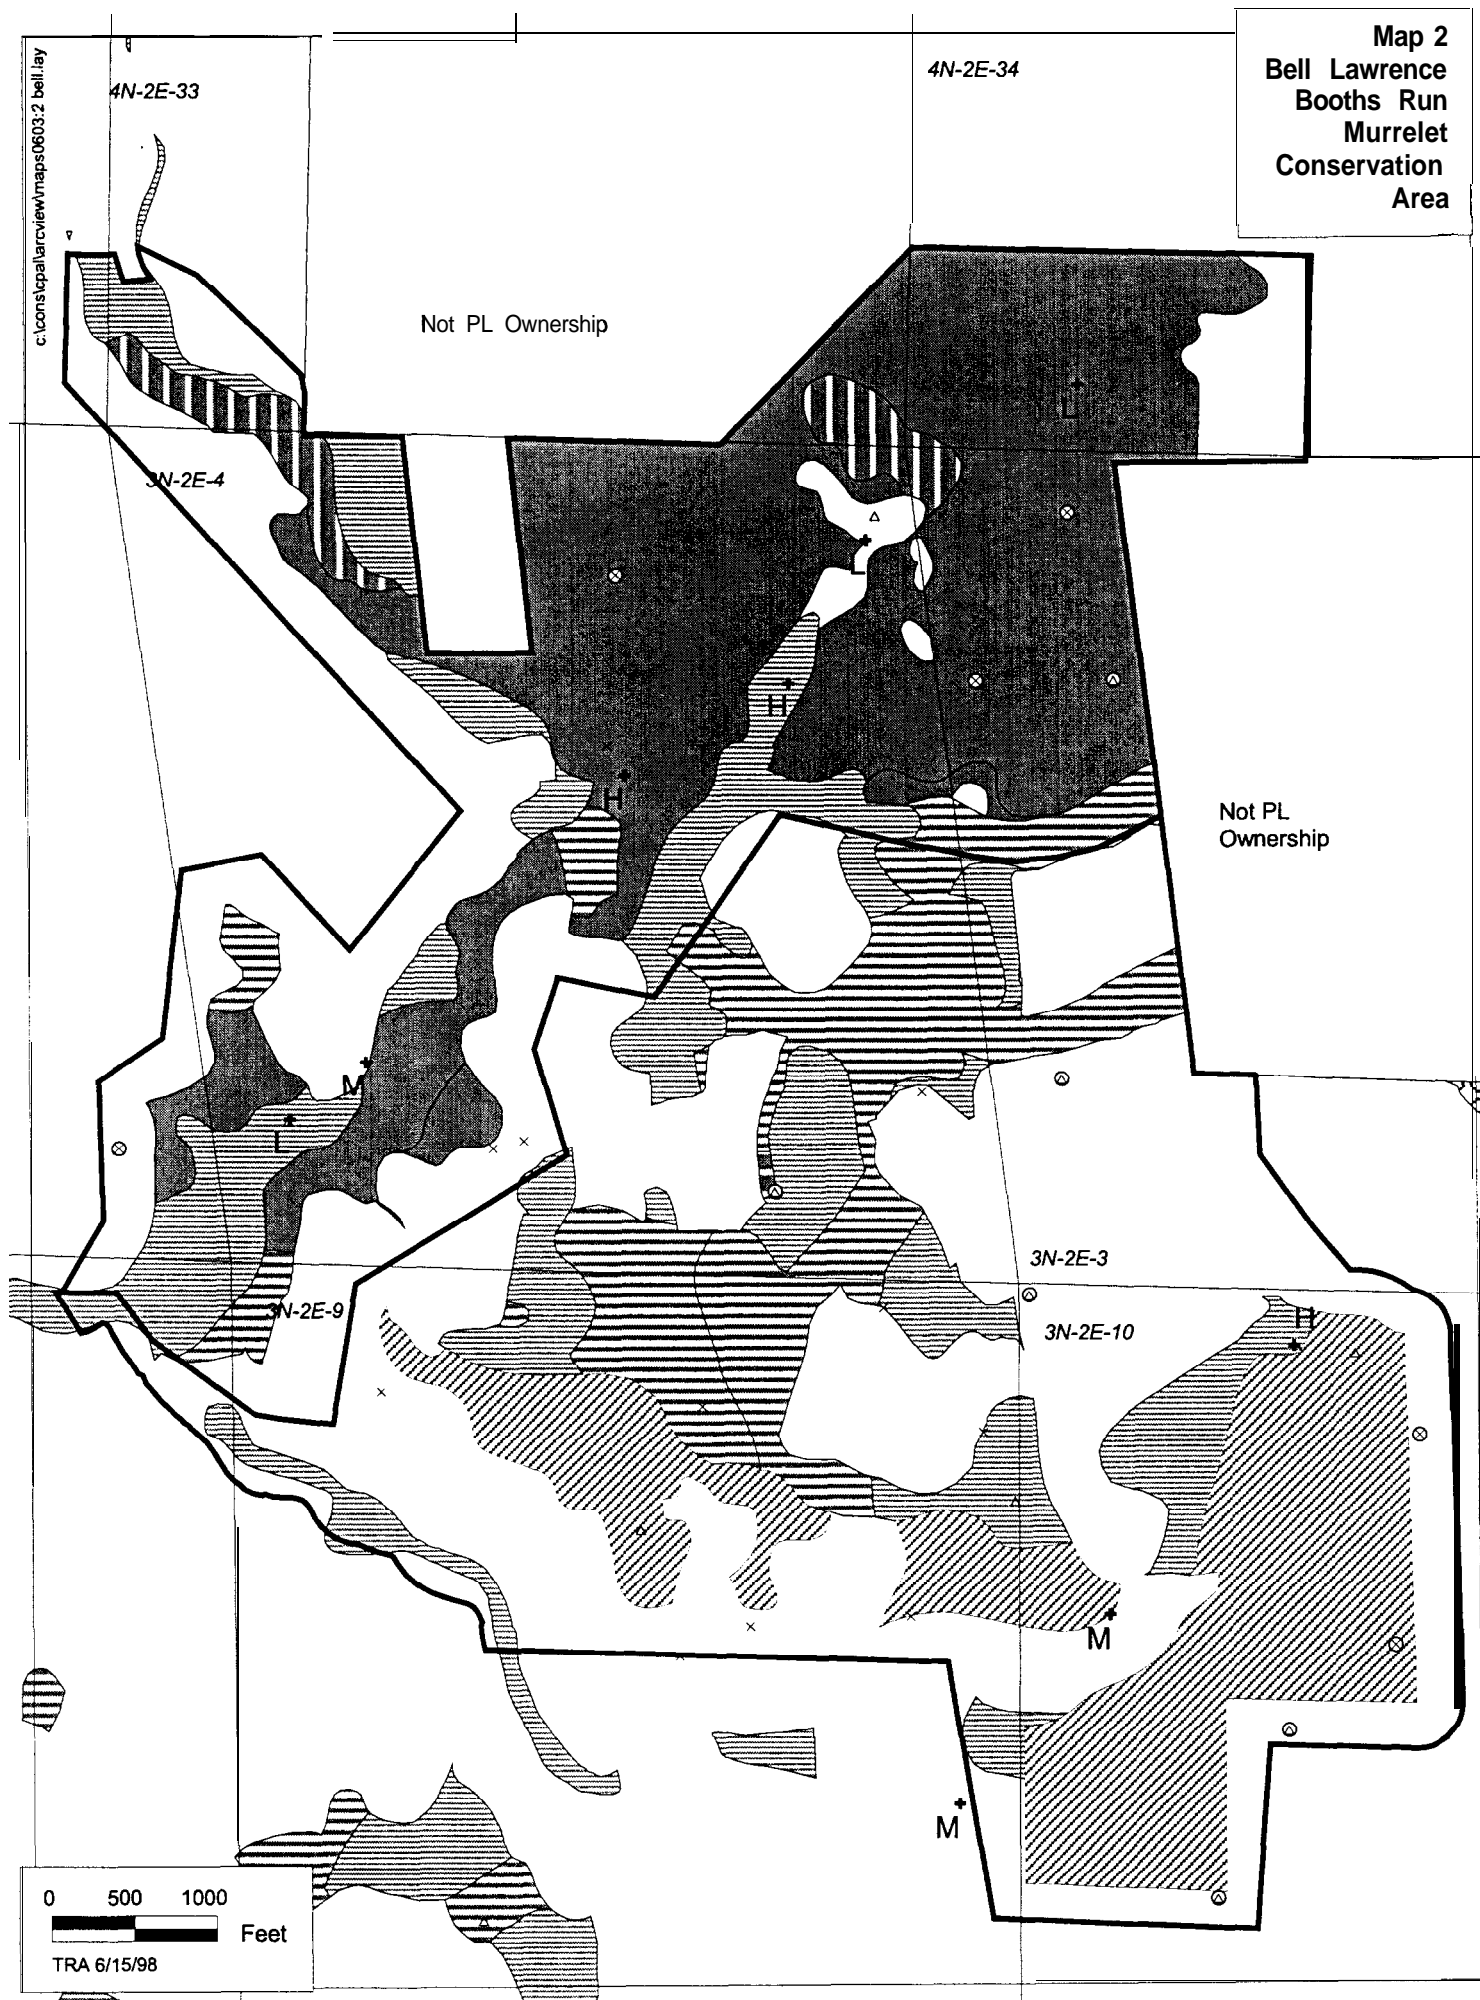 Map 2
Bell Lawrence
Booths Run
Murrelet
Conservation
Area
c:\cons\cpal\arcview\maps0603:2 bell.lay
4N-2E-33
4N-2E-34
Not PL Ownership
L
3N-2E-4
L
H
H
Not PL
Ownership
M
L
3N-2E-3
3N-2E-9
H
3N-2E-10
M
M
0 500 1000
Feet
TRA 6/15/98